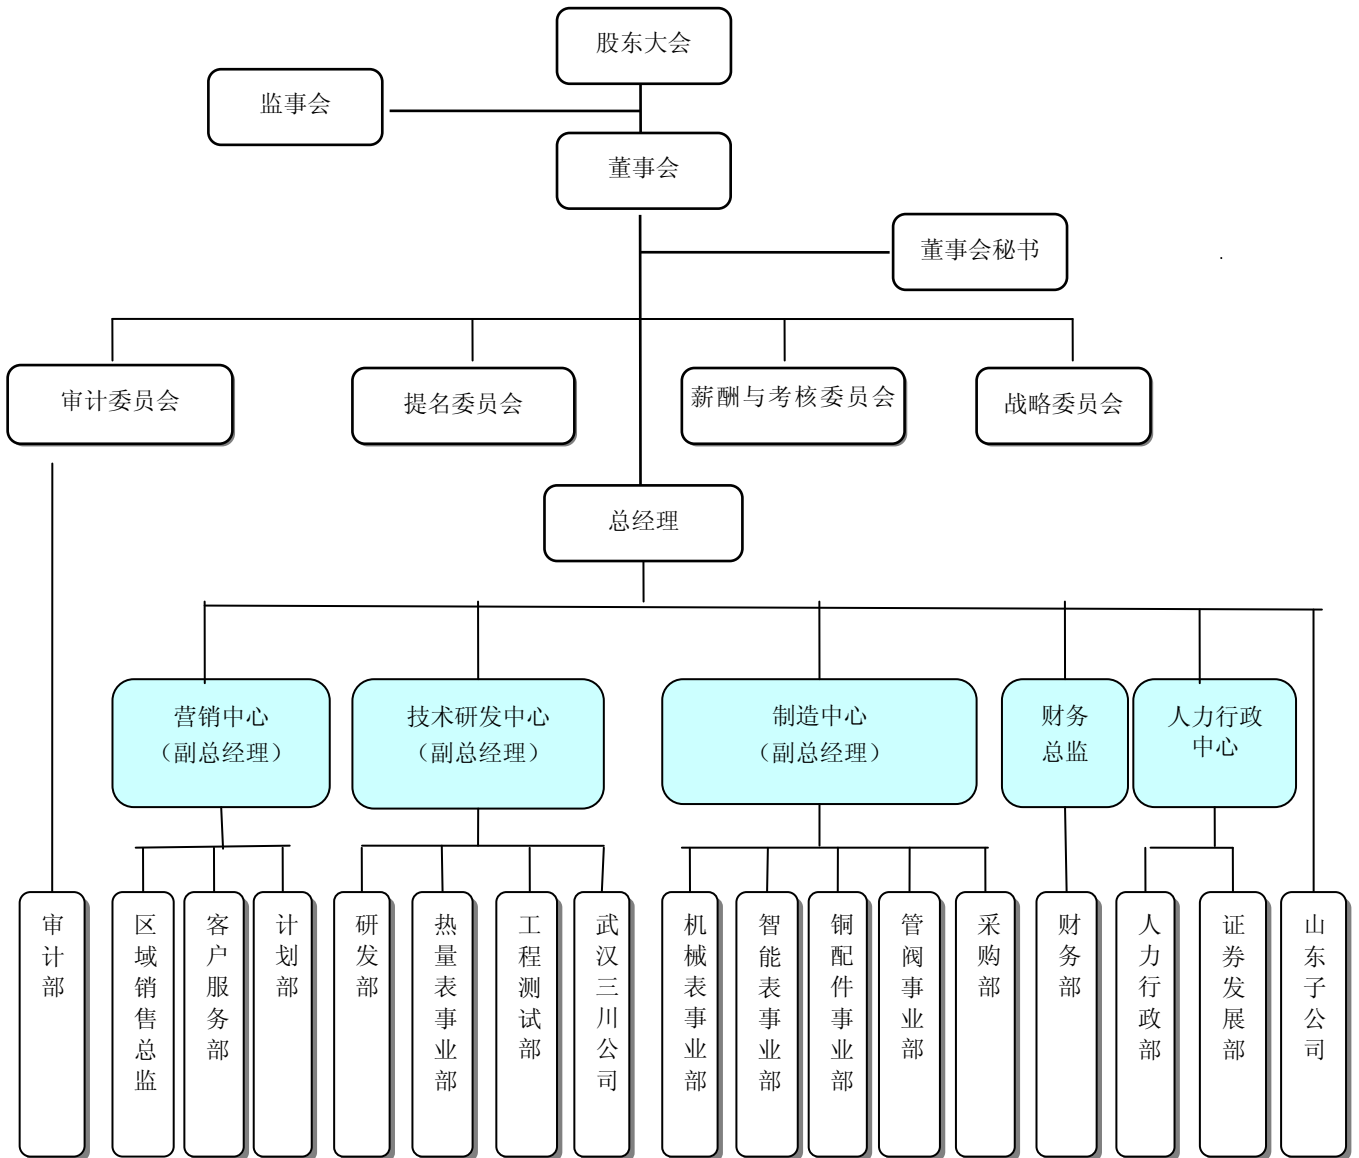 股东大会
监事会
董事会
董事会秘书
.
审计委员会
提名委员会
薪酬与考核委员会
战略委员会
总经理
营销中心
（副总经理）
技术研发中心
（副总经理）
制造中心
（副总经理）
财务
总监
人力行政
中心
审计部
区域销售总监
客户服务部
计划部
研发部
热量表事业部
工程测试部
武汉三川公司
机械表事业部
智能表事业部
铜配件事业部
管阀事业部
采购部
财务部
人力行政部
证券发展部
山东子公司